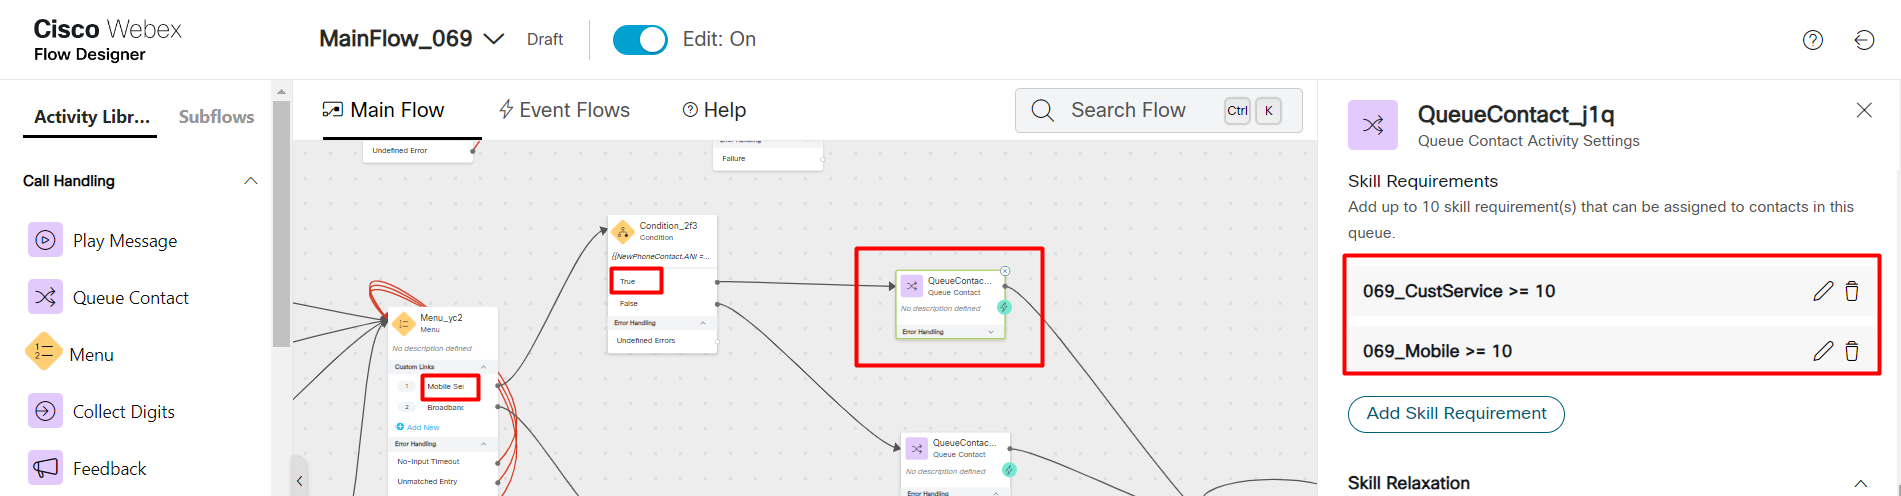 Cisco Webex
Flow Designer
MainFlow_069
Draft
Edit: On
Activity Libr...
Subflows
Call Handling
Play Message
Queue Contact
Menu
Collect Digits
Feedback
Main Flow
Event Flows
Help
Search Flow
Ctrl
K
Undefined Error
Failure
Condition_2f3
Condition
{{NewPhoneContact.ANI =...
True
False
Error Handling
Undefined Errors
Menu_yc2
Menu
No description defined
Custom Links
1 Mobile Ser
2 Broadband
Add New
Error Handling
No-Input Timeout
Unmatched Entry
QueueContac...
Queue Contact
No description defined
Error Handling
QueueContac...
Queue Contact
No description defined
Error Handling
QueueContact_j1q
Queue Contact Activity Settings
Skill Requirements
Add up to 10 skill requirement(s) that can be assigned to contacts in this
queue.
069_CustService >= 10
069_Mobile >= 10
Add Skill Requirement
Skill Relaxation